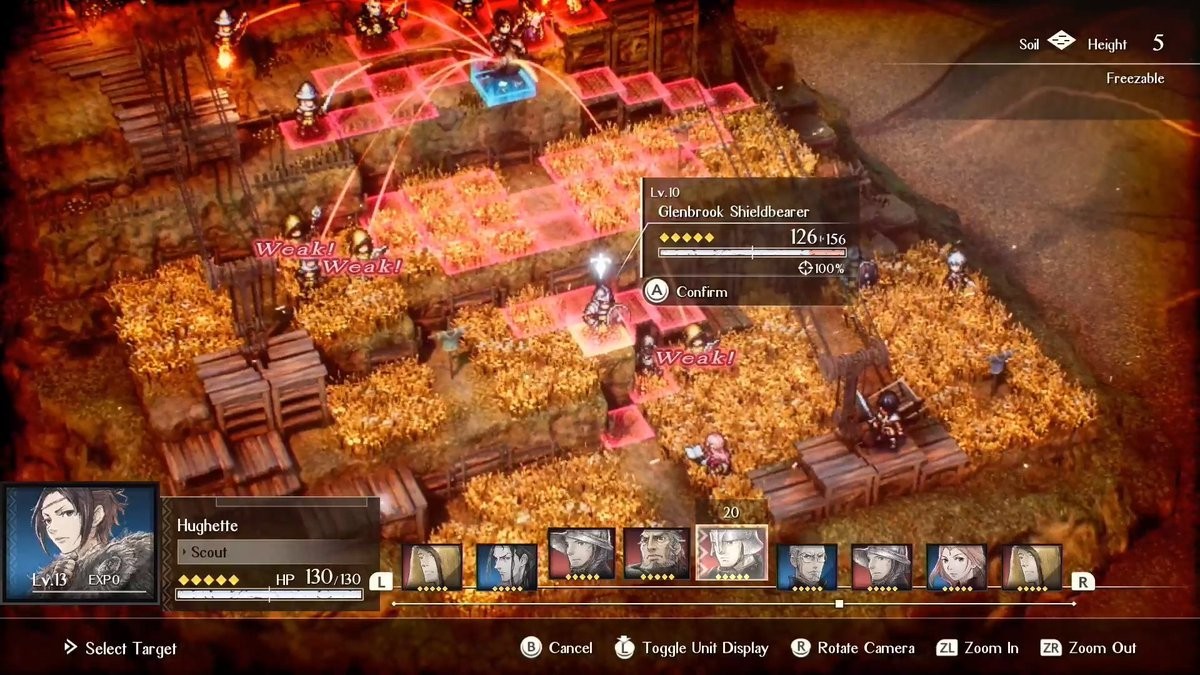 Soil Height 5
Freezable
Lv.10
Glenbrook Shieldbearer
126 156
100%
A Confirm
Weak!
Weak!
Weak!
20
Hughette
Scout
Lv.13 EXP 0
HP 130/130
L
R
Select Target
B Cancel
L Toggle Unit Display
R Rotate Camera
ZL Zoom In
ZR Zoom Out